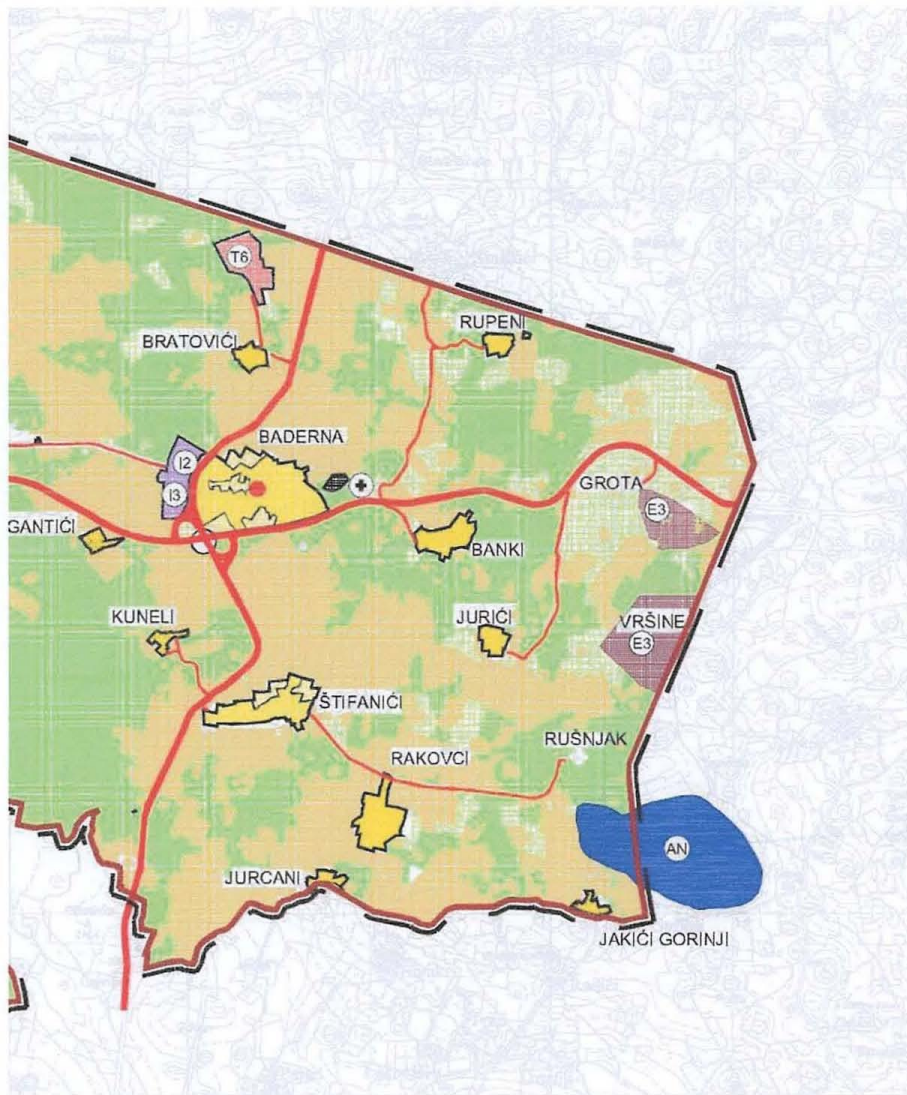 T6
RUPENI
BRATOVIĆI
BADERNA
I2
I3
GROTA
E3
GANTIĆI
BANKI
KUNELI
JURIĆI
VRŠINE
E3
ŠTIFANIĆI
RUŠNJAK
RAKOVCI
AN
JURCANI
JAKIĆI GORINJI